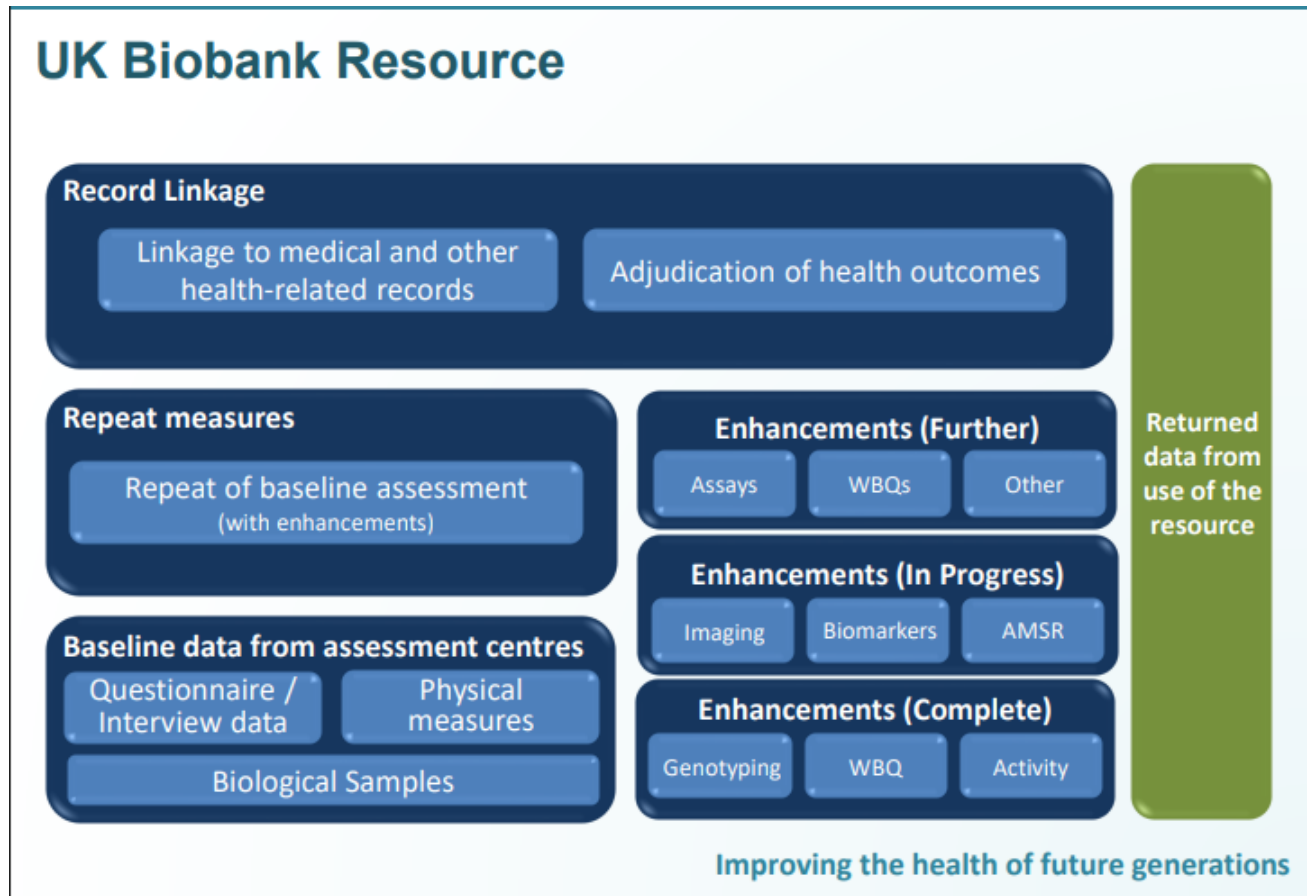 UK Biobank Resource
Record Linkage
Linkage to medical and other
health-related records
Adjudication of health outcomes
Repeat measures
Repeat of baseline assessment
(with enhancements)
Baseline data from assessment centres
Questionnaire /
Interview data
Physical
measures
Biological Samples
Enhancements (Further)
Assays
WBQs
Other
Enhancements (In Progress)
Imaging
Biomarkers
AMSR
Enhancements (Complete)
Genotyping
WBQ
Activity
Returned
data from
use of the
resource
Improving the health of future generations